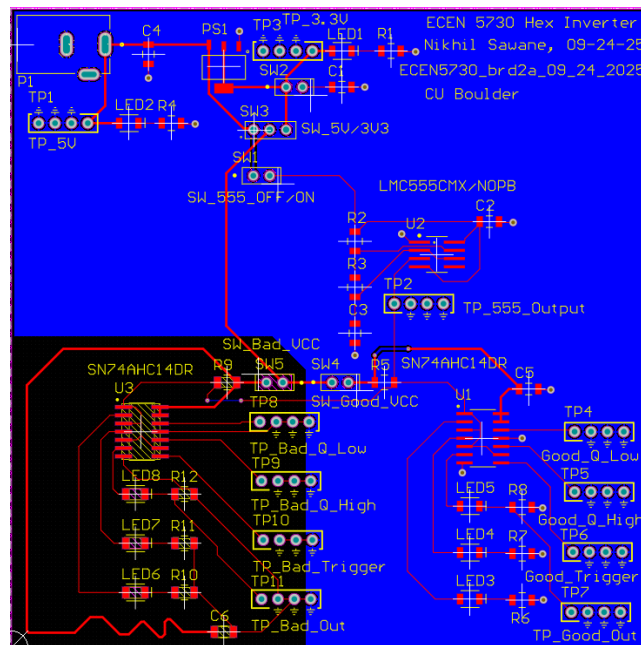 ECEN 5730 Hex Inverter
Nikhil Sawane, 09-24-25
ECEN5730_brd2a_09_24_2025
CU Boulder
P1
C4
PS1
TP3
TP_3.3V
LED1
R1
SW2
C1
TP1
TP_5V
LED2
R4
SW3
SW_5V/3V3
SW1
SW_555_OFF/ON
LMC555CMX/NOPB
U2
C2
R2
R3
C3
TP2
TP_555_Output
SW_Bad_VCC
SN74AHC14DR
U3
R9
SW5
SW4
R5
SW_Good_VCC
SN74AHC14DR
U1
C5
TP8
TP_Bad_Q_Low
TP9
TP_Bad_Q_High
TP10
TP_Bad_Trigger
TP11
TP_Bad_Out
LED8
R12
LED7
R11
LED6
R10
C6
TP4
Good_Q_Low
TP5
Good_Q_High
TP6
Good_Trigger
TP7
TP_Good_Out
LED5
R8
LED4
R7
LED3
R6